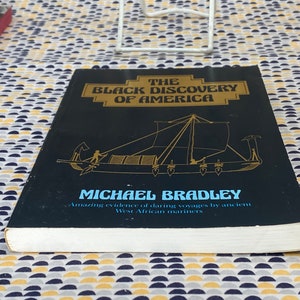 THE
BLACK DISCOVERY
OF AMERICA
MICHAEL BRADLEY
Amazing evidence of daring voyages by ancient
West African mariners